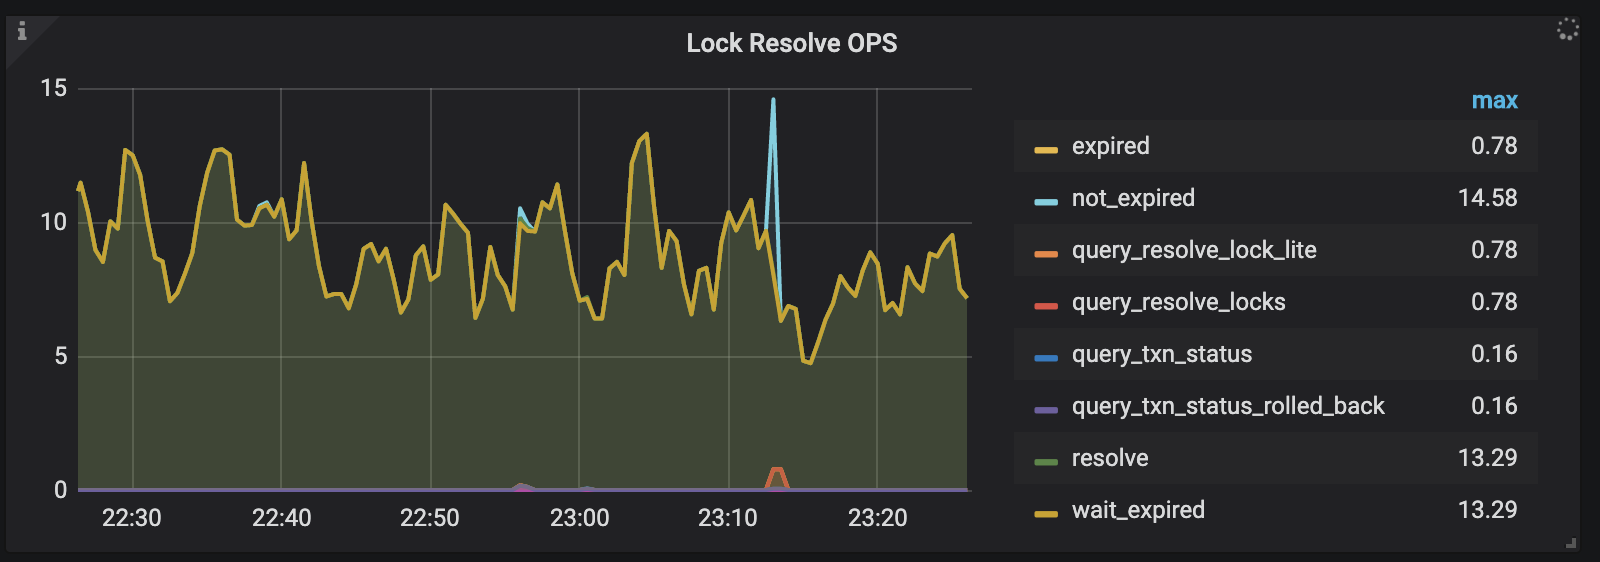 i
Lock Resolve OPS
15
10
5
0
22:30 22:40 22:50 23:00 23:10 23:20
max
expired 0.78
not_expired 14.58
query_resolve_lock_lite 0.78
query_resolve_locks 0.78
query_txn_status 0.16
query_txn_status_rolled_back 0.16
resolve 13.29
wait_expired 13.29